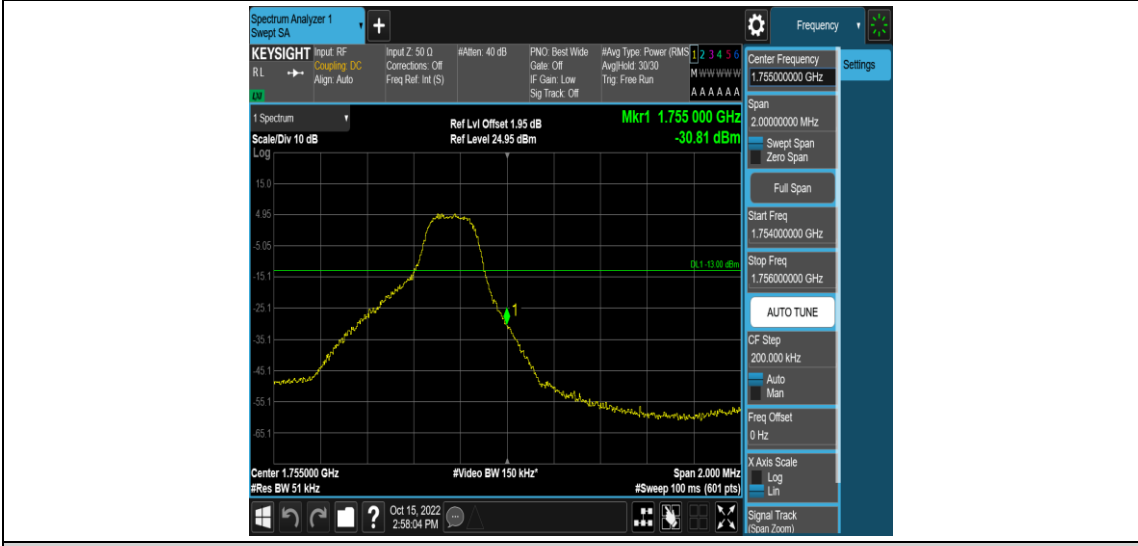 Spectrum Analyzer 1
Swept SA
+
Frequency
KEYSIGHT
RL
Input: RF
Coupling: DC
Align: Auto
Input Z: 50 Ω
Corrections: Off
Freq Ref: Int (S)
#Atten: 40 dB
PNO: Best Wide
Gate: Off
IF Gain: Low
Sig Track: Off
#Avg Type: Power (RMS
Avg|Hold: 30/30
Trig: Free Run
1 2 3 4 5 6
M W W W W W
A A A A A A
1 Spectrum
Scale/Div 10 dB
Log
Ref Lvl Offset 1.95 dB
Ref Level 24.95 dBm
Mkr1 1.755 000 GHz
-30.81 dBm
15.0
4.95
-5.05
-15.1
-25.1
-35.1
-45.1
-55.1
-65.1
DL1 -13.00 dBm
1
Center 1.755000 GHz
#Res BW 51 kHz
#Video BW 150 kHz*
Span 2.000 MHz
#Sweep 100 ms (601 pts)
Oct 15, 2022
2:58:04 PM
Center Frequency
1.755000000 GHz
Span
2.00000000 MHz
Swept Span
Zero Span
Full Span
Start Freq
1.754000000 GHz
Stop Freq
1.756000000 GHz
AUTO TUNE
CF Step
200.000 kHz
Auto
Man
Freq Offset
0 Hz
X Axis Scale
Log
Lin
Signal Track
(Span Zoom)
Settings